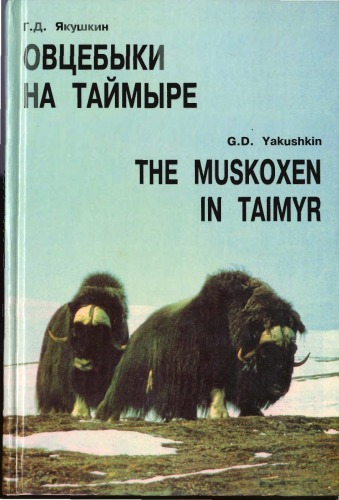 Г.Д. Якушкин
ОВЦЕБЫКИ
НА ТАЙМЫРЕ
G.D. Yakushkin
THE MUSKOXEN
IN TAIMYR